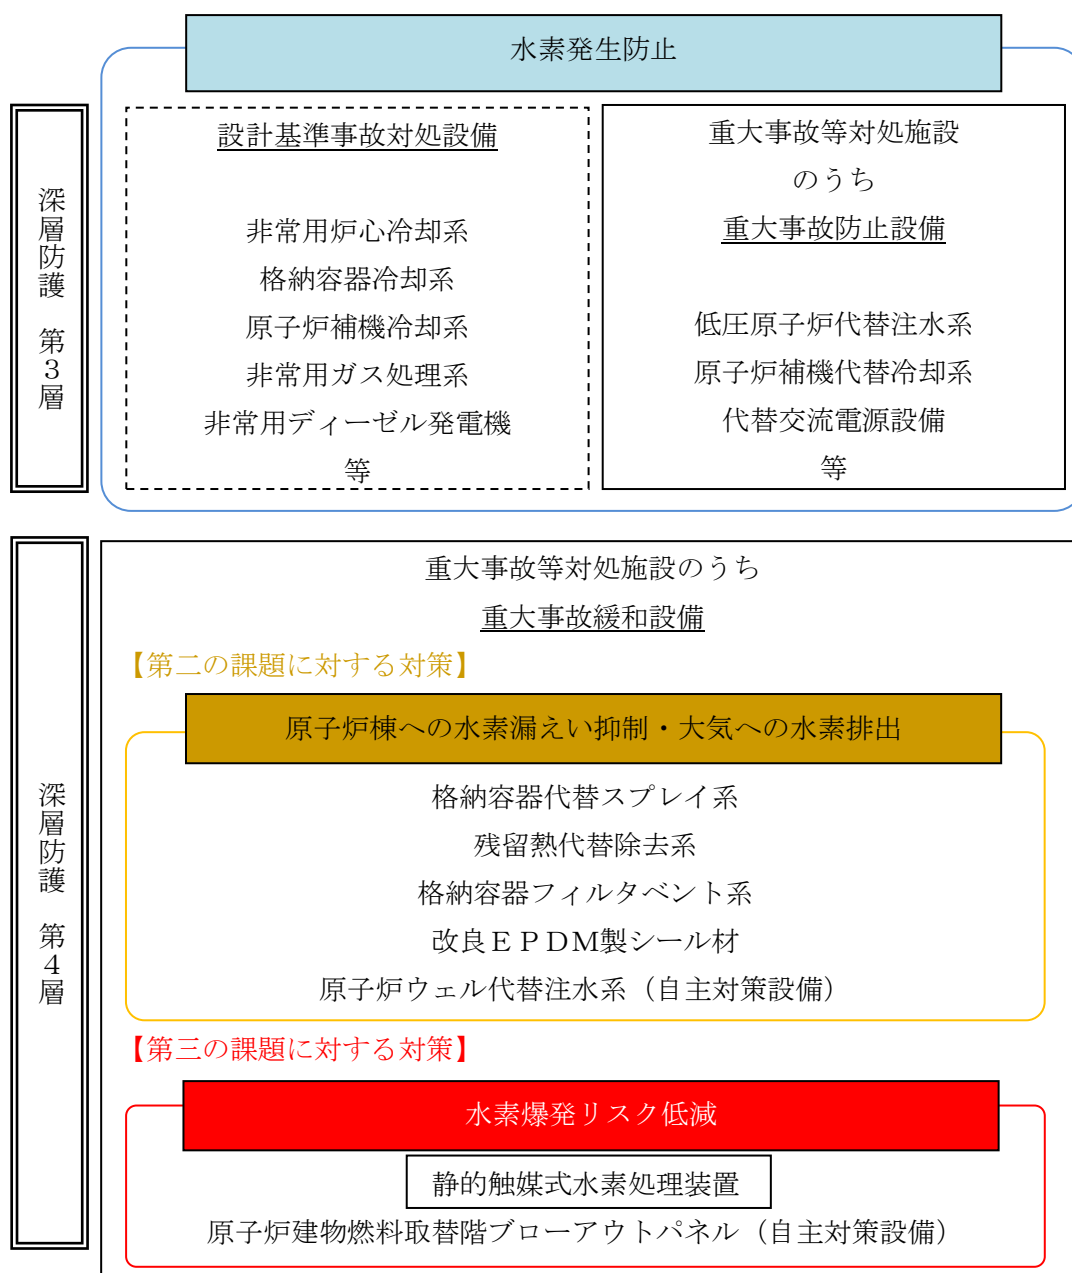 水素発生防止
深層防護 第３層
設計基準事故対処設備
非常用炉心冷却系
格納容器冷却系
原子炉補機冷却系
非常用ガス処理系
非常用ディーゼル発電機
等
重大事故等対処施設
のうち
重大事故防止設備
低圧原子炉代替注水系
原子炉補機代替冷却系
代替交流電源設備
等
深層防護 第４層
重大事故等対処施設のうち
重大事故緩和設備
【第二の課題に対する対策】
原子炉棟への水素漏えい抑制・大気への水素排出
格納容器代替スプレイ系
残留熱代替除去系
格納容器フィルタベント系
改良ＥＰＤＭ製シール材
原子炉ウェル代替注水系（自主対策設備）
【第三の課題に対する対策】
水素爆発リスク低減
静的触媒式水素処理装置
原子炉建物燃料取替階ブローアウトパネル（自主対策設備）